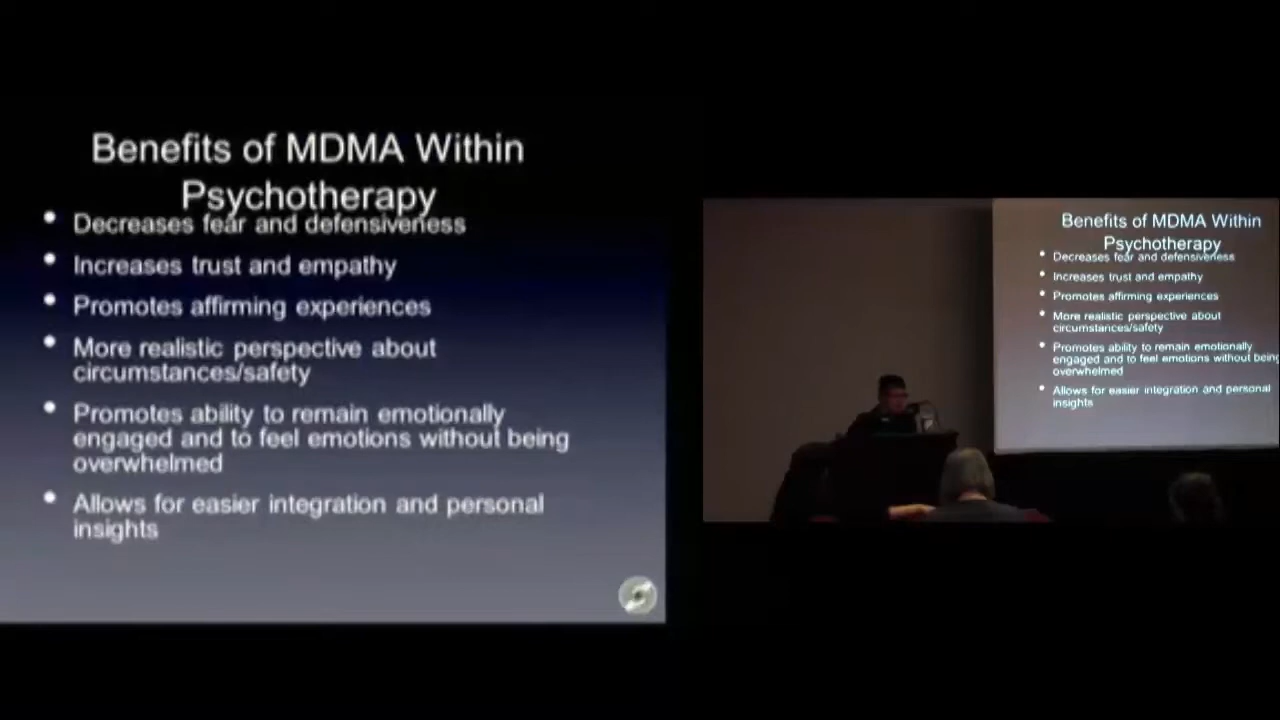 Benefits of MDMA Within
Psychotherapy
Decreases fear and defensiveness
Increases trust and empathy
Promotes affirming experiences
More realistic perspective about
circumstances/safety
Promotes ability to remain emotionally
engaged and to feel emotions without being
overwhelmed
Allows for easier integration and personal
insights
Benefits of MDMA Within
Psychotherapy
Decreases fear and defensiveness
Increases trust and empathy
Promotes affirming experiences
More realistic perspective about
circumstances/safety
Promotes ability to remain emotionally
engaged and to feel emotions without being
overwhelmed
Allows for easier integration and personal
insights